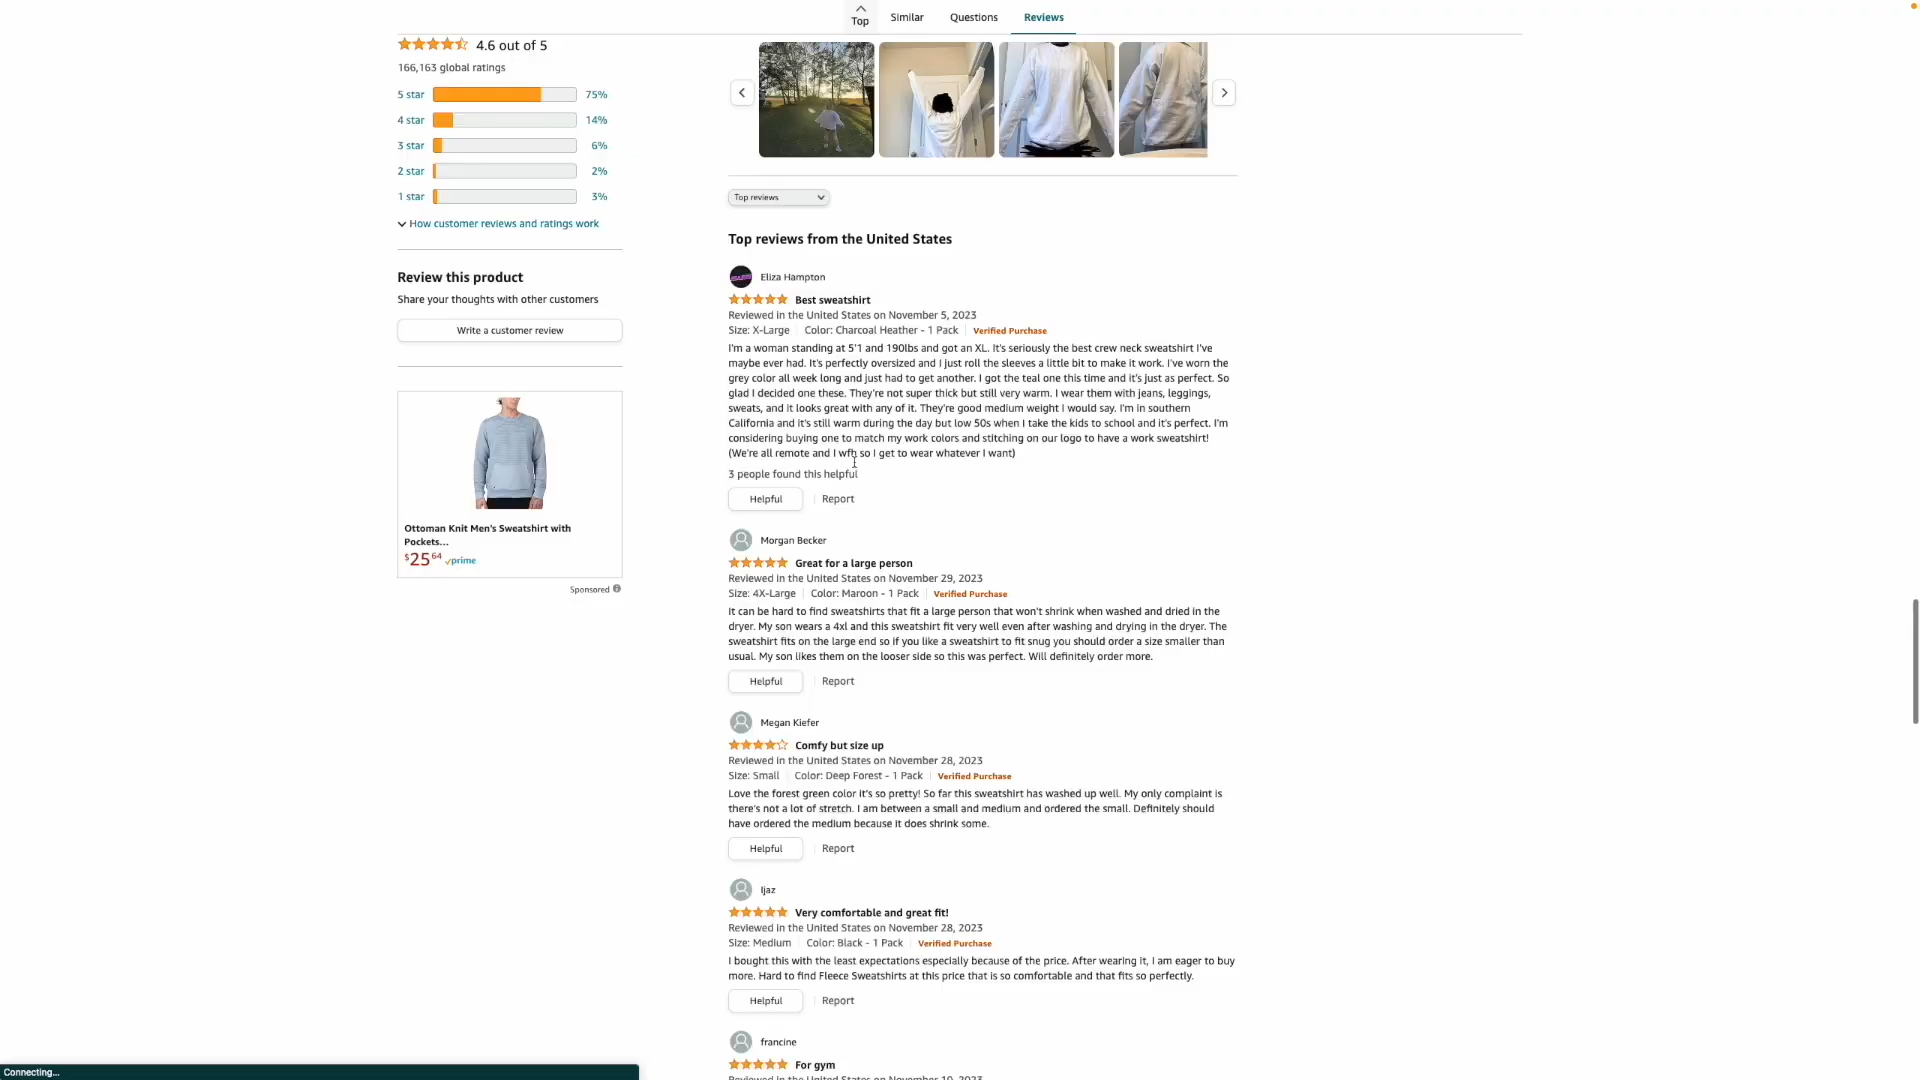 Top
Similar
Questions
Reviews
4.6 out of 5
166,163 global ratings
5 star 75%
4 star 14%
3 star 6%
2 star 2%
1 star 3%
How customer reviews and ratings work
Review this product
Share your thoughts with other customers
Write a customer review
Ottoman Knit Men's Sweatshirt with
Pockets...
$25 64 prime
Sponsored
Top reviews
Top reviews from the United States
Eliza Hampton
Best sweatshirt
Reviewed in the United States on November 5, 2023
Size: X-Large Color: Charcoal Heather - 1 Pack Verified Purchase
I'm a woman standing at 5'1 and 190lbs and got an XL. It's seriously the best crew neck sweatshirt I've
maybe ever had. It's perfectly oversized and I just roll the sleeves a little bit to make it work. I've worn the
grey color all week long and just had to get another. I got the teal one this time and it's just as perfect. So
glad I decided one these. They're not super thick but still very warm. I wear them with jeans, leggings,
sweats, and it looks great with any of it. They're good medium weight I would say. I'm in southern
California and it's still warm during the day but low 50s when I take the kids to school and it's perfect. I'm
considering buying one to match my work colors and stitching on our logo to have a work sweatshirt!
(We're all remote and I wfh so I get to wear whatever I want)
3 people found this helpful
Helpful Report
Morgan Becker
Great for a large person
Reviewed in the United States on November 29, 2023
Size: 4X-Large Color: Maroon - 1 Pack Verified Purchase
It can be hard to find sweatshirts that fit a large person that won't shrink when washed and dried in the
dryer. My son wears a 4xl and this sweatshirt fit very well even after washing and drying in the dryer. The
sweatshirt fits on the large end so if you like a sweatshirt to fit snug you should order a size smaller than
usual. My son likes them on the looser side so this was perfect. Will definitely order more.
Helpful Report
Megan Kiefer
Comfy but size up
Reviewed in the United States on November 28, 2023
Size: Small Color: Deep Forest - 1 Pack Verified Purchase
Love the forest green color it's so pretty! So far this sweatshirt has washed up well. My only complaint is
there's not a lot of stretch. I am between a small and medium and ordered the small. Definitely should
have ordered the medium because it does shrink some.
Helpful Report
Ijaz
Very comfortable and great fit!
Reviewed in the United States on November 28, 2023
Size: Medium Color: Black - 1 Pack Verified Purchase
I bought this with the least expectations especially because of the price. After wearing it, I am eager to buy
more. Hard to find Fleece Sweatshirts at this price that is so comfortable and that fits so perfectly.
Helpful Report
francine
For gym
Reviewed in the United States on November 10, 2023
Connecting...